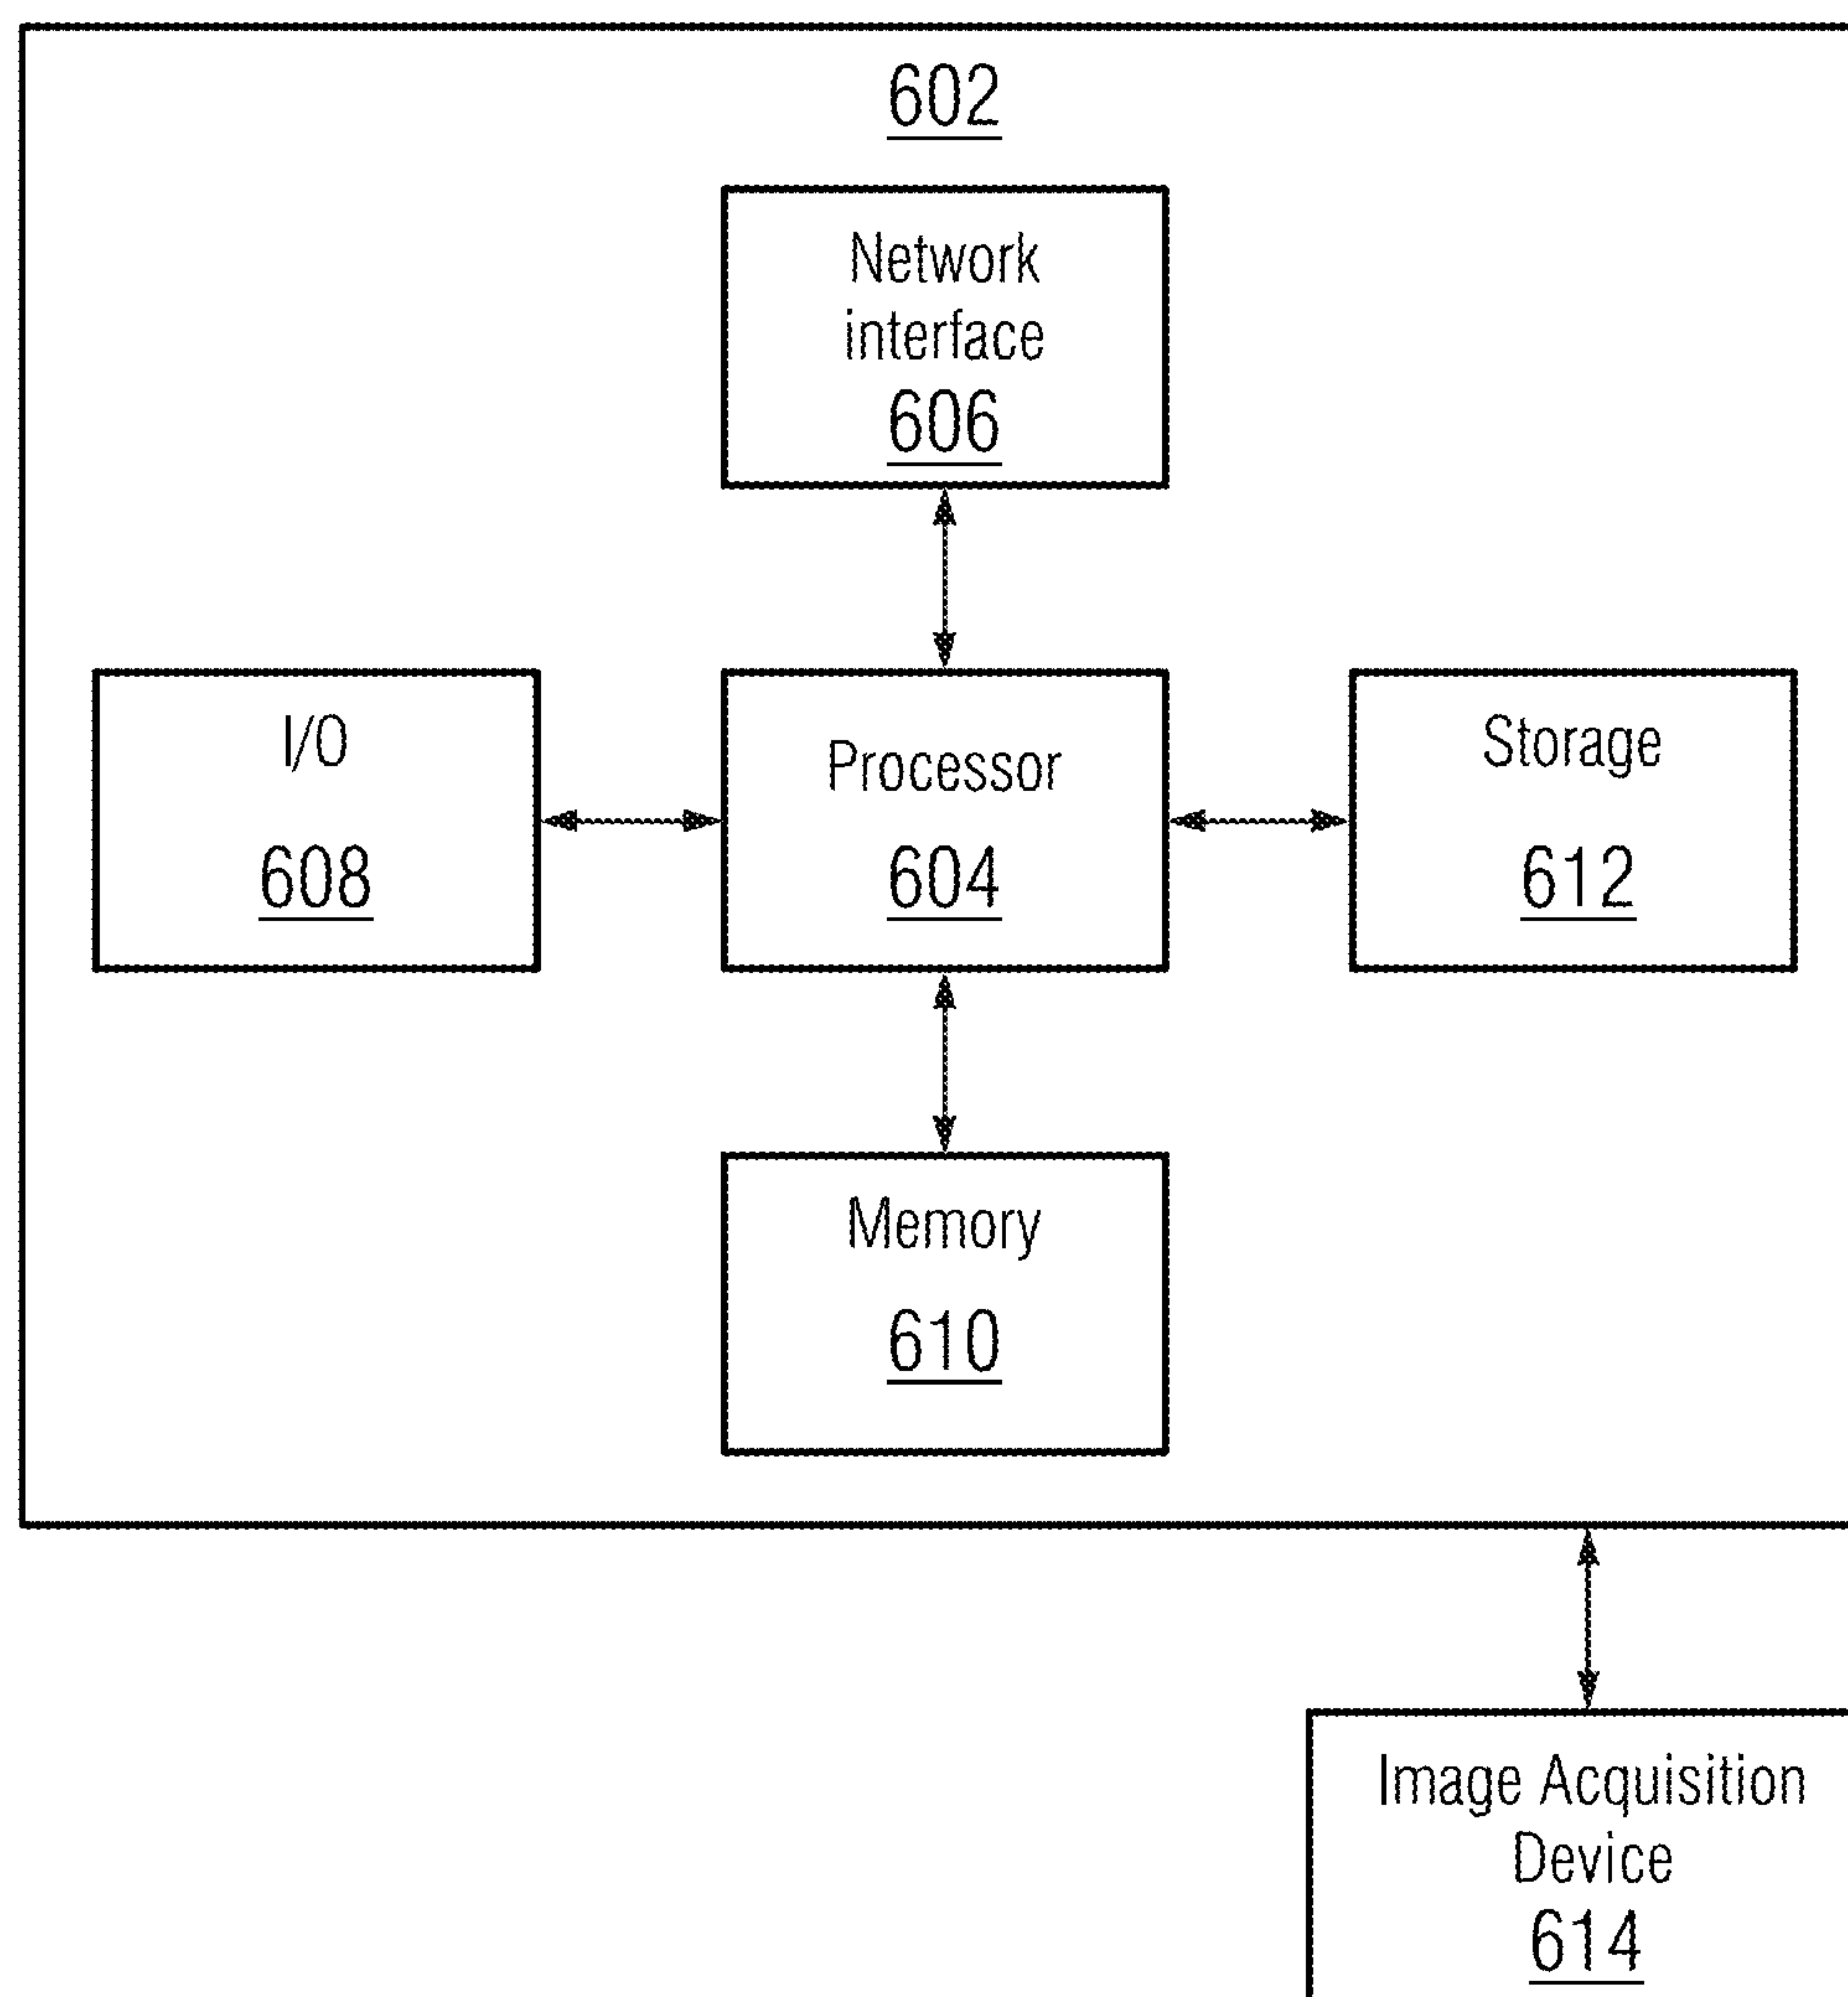 602
Network
interface
606
I/O
608
Processor
604
Storage
612
Memory
610
Image Acquisition
Device
614